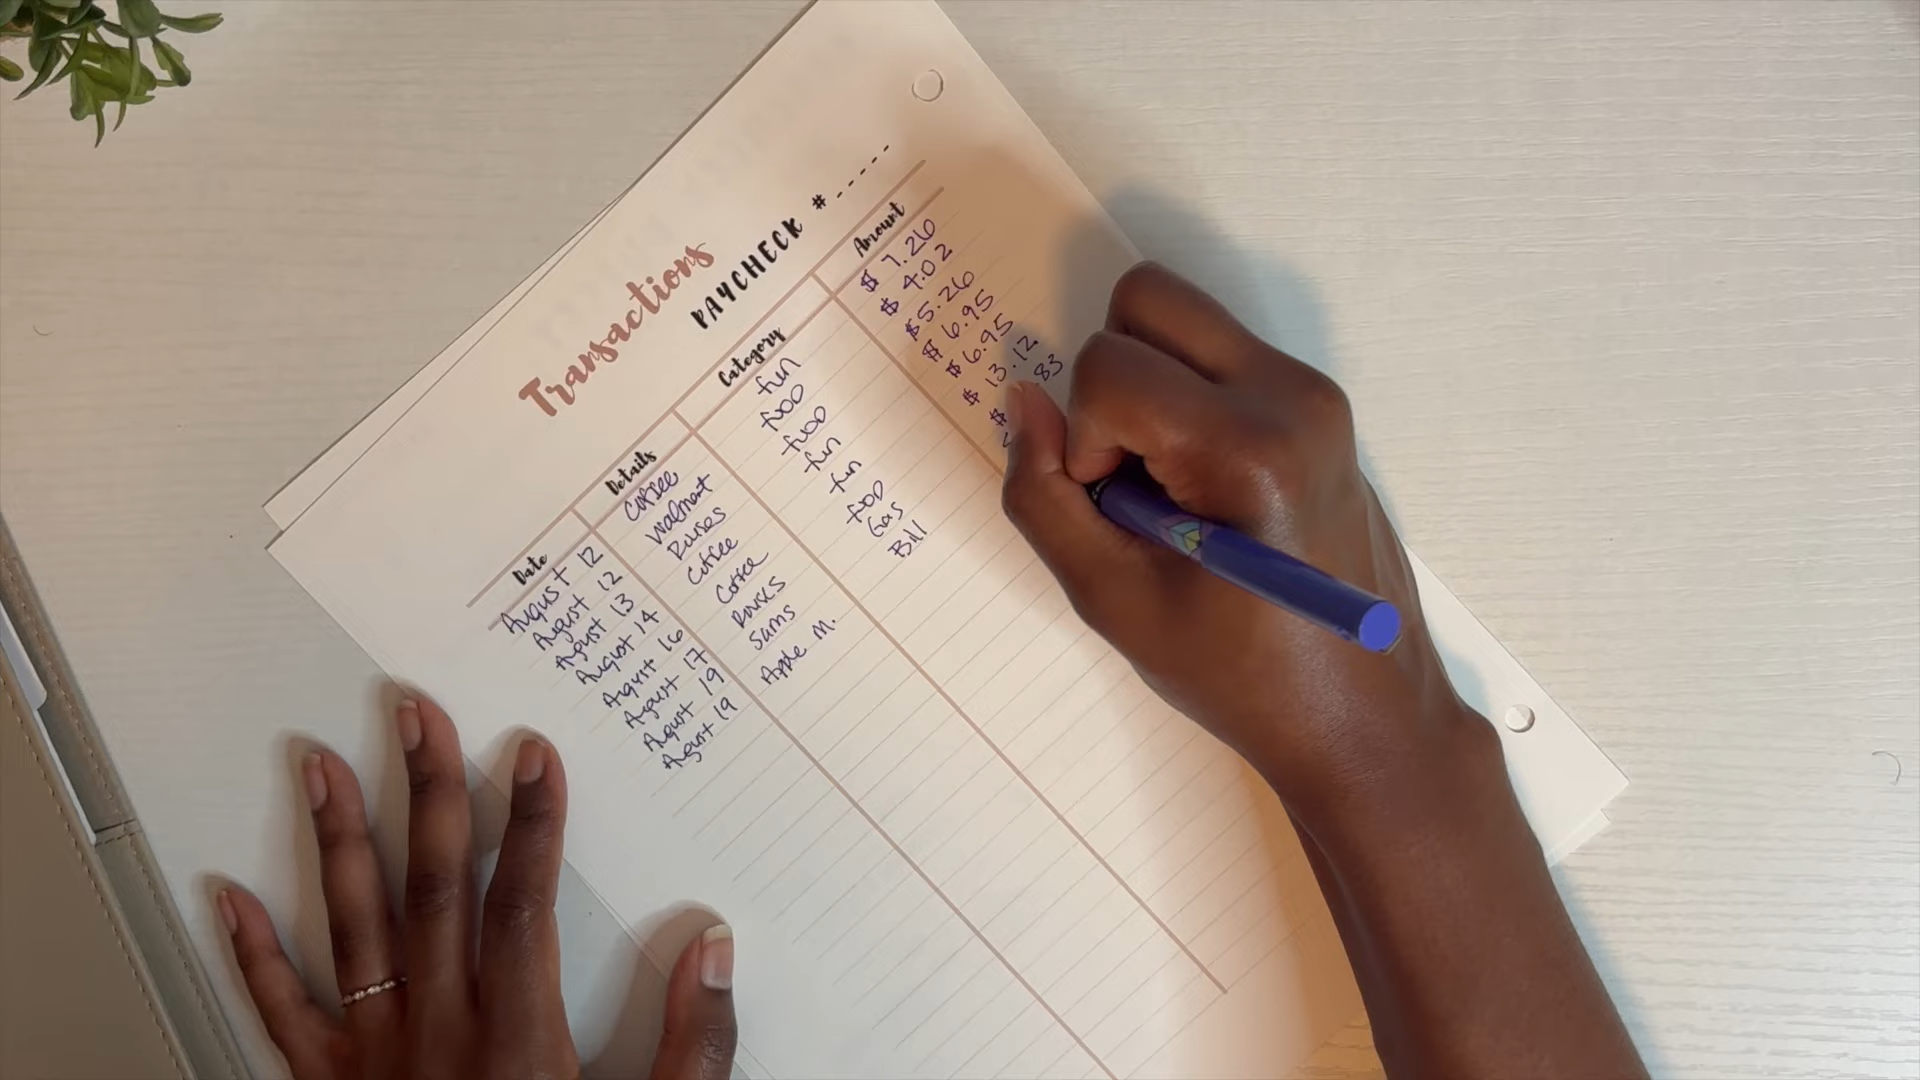 Transactions
PAYCHECK # -----
Date Details Category Amount
August 12 Coffee fun $ 7.26
August 12 Walmart food $ 4.02
August 13 food $5.26
August 14 Coffee fun $ 6.95
August 16 Coffee fun $ 6.95
August 17 food $ 13.12
August 19 Sams Gas $ 83
August 19 Apple M. Bill